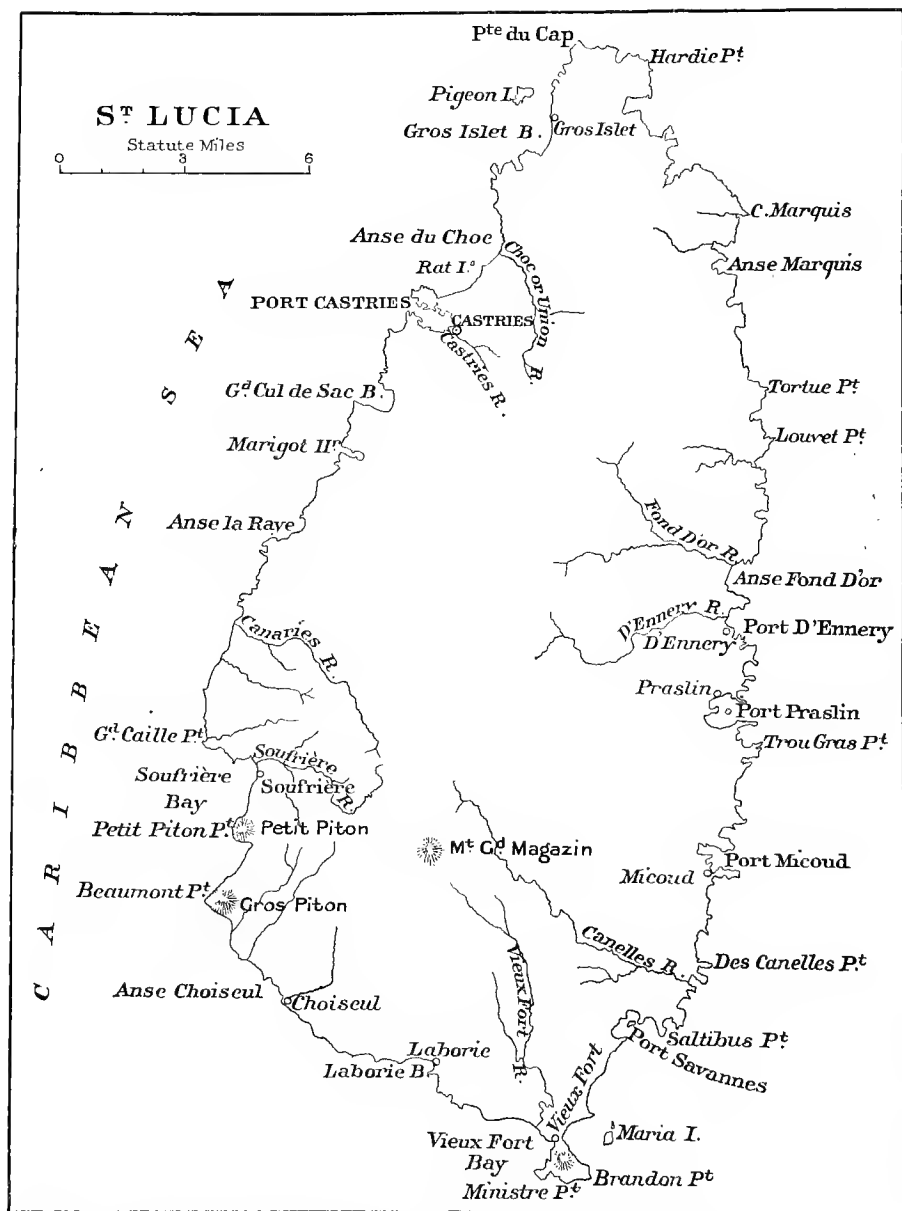 Pte du Cap
Hardie Pt
Pigeon I.
ST LUCIA
Statute Miles
0 3 6
Gros Islet B.
Gros Islet
C. Marquis
Anse du Choc
Anse Marquis
Rat I.
Choc or Union R.
PORT CASTRIES
CASTRIES
Castries R.
Gd Cul de Sac B.
Tortue Pt
Marigot Hr
Louvet Pt
CARIBBEAN SEA
Anse la Raye
Fond D'or R.
Anse Fond D'or
Canaries R.
D'Ennery R.
Port D'Ennery
D'Ennery
Praslin
Port Praslin
Gd Caille Pt
Trou Gras Pt
Soufrière R.
Soufrière
Soufrière
Bay
Petit Piton Pt
Petit Piton
Mt Gd Magazin
Port Micoud
Micoud
Beaumont Pt
Gros Piton
Canelles R.
Des Canelles Pt
Vieux Fort R.
Anse Choiseul
Choiseul
Saltibus Pt
Port Savannes
Laborie
Laborie B.
Vieux Fort
Maria I.
Vieux Fort
Bay
Brandon Pt
Ministre Pt